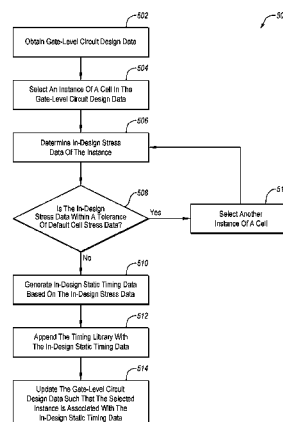 502
Obtain Gate-Level Circuit Design Data
504
Select An Instance Of A Cell In The
Gate-Level Circuit Design Data
506
Determine In-Design Stress
Data Of The Instance
508
Is The In-Design
Stress Data Within A Tolerance
Of Default Cell Stress Data?
Yes
Select Another
Instance Of A Cell
No
510
Generate In-Design Static Timing Data
Based On The In-Design Stress Data
512
Append The Timing Library With
The In-Design Static Timing Data
514
Update The Gate-Level Circuit
Design Data Such That The Selected
Instance Is Associated With The
In-Design Static Timing Data